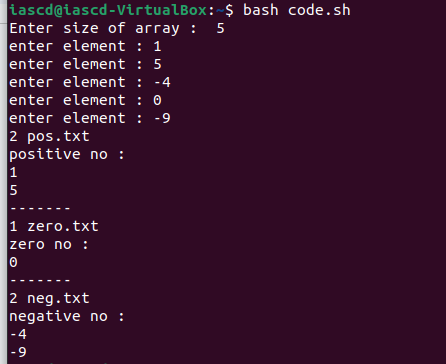 iascd@iascd-VirtualBox:~$ bash code.sh
Enter size of array :  5
enter element : 1
enter element : 5
enter element : -4
enter element : 0
enter element : -9
2 pos.txt
positive no :
1
5
-------
1 zero.txt
zero no :
0
-------
2 neg.txt
negative no :
-4
-9